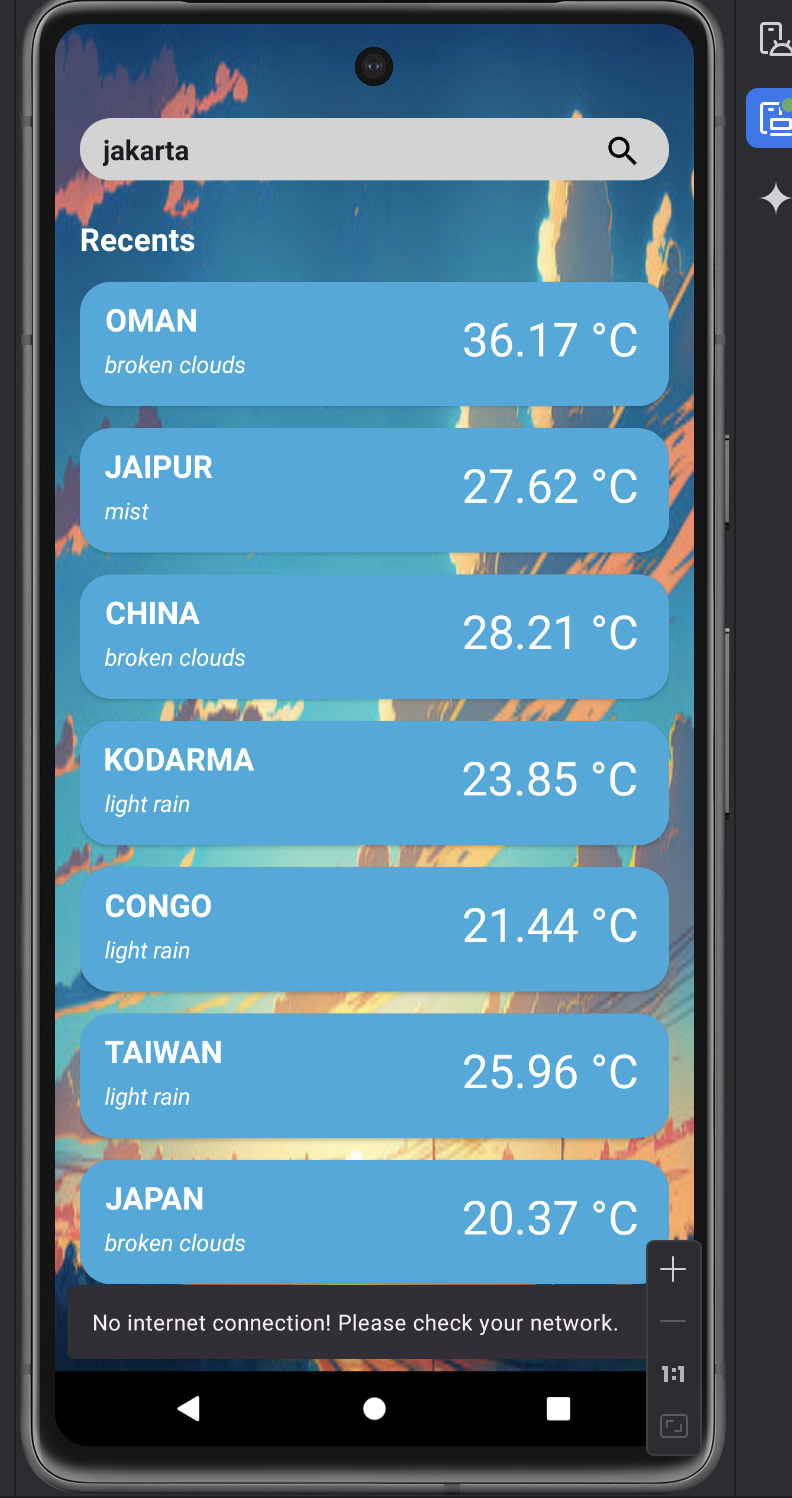 jakarta
Recents
OMAN
36.17 °C
broken clouds
JAIPUR
27.62 °C
mist
CHINA
28.21 °C
broken clouds
KODARMA
23.85 °C
light rain
CONGO
21.44 °C
light rain
TAIWAN
25.96 °C
light rain
JAPAN
20.37 °C
broken clouds
No internet connection! Please check your network.
1:1